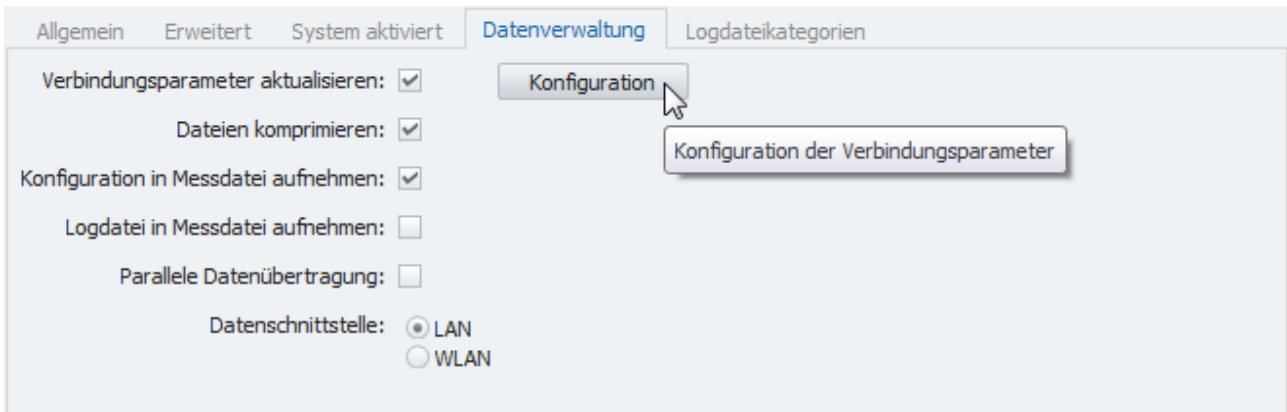 Allgemein Erweitert System aktiviert Datenverwaltung Logdateikategorien
Verbindungsparameter aktualisieren: Konfiguration
Dateien komprimieren:
Konfiguration der Verbindungsparameter
Konfiguration in Messdatei aufnehmen:
Logdatei in Messdatei aufnehmen:
Parallele Datenübertragung:
Datenschnittstelle: LAN
WLAN